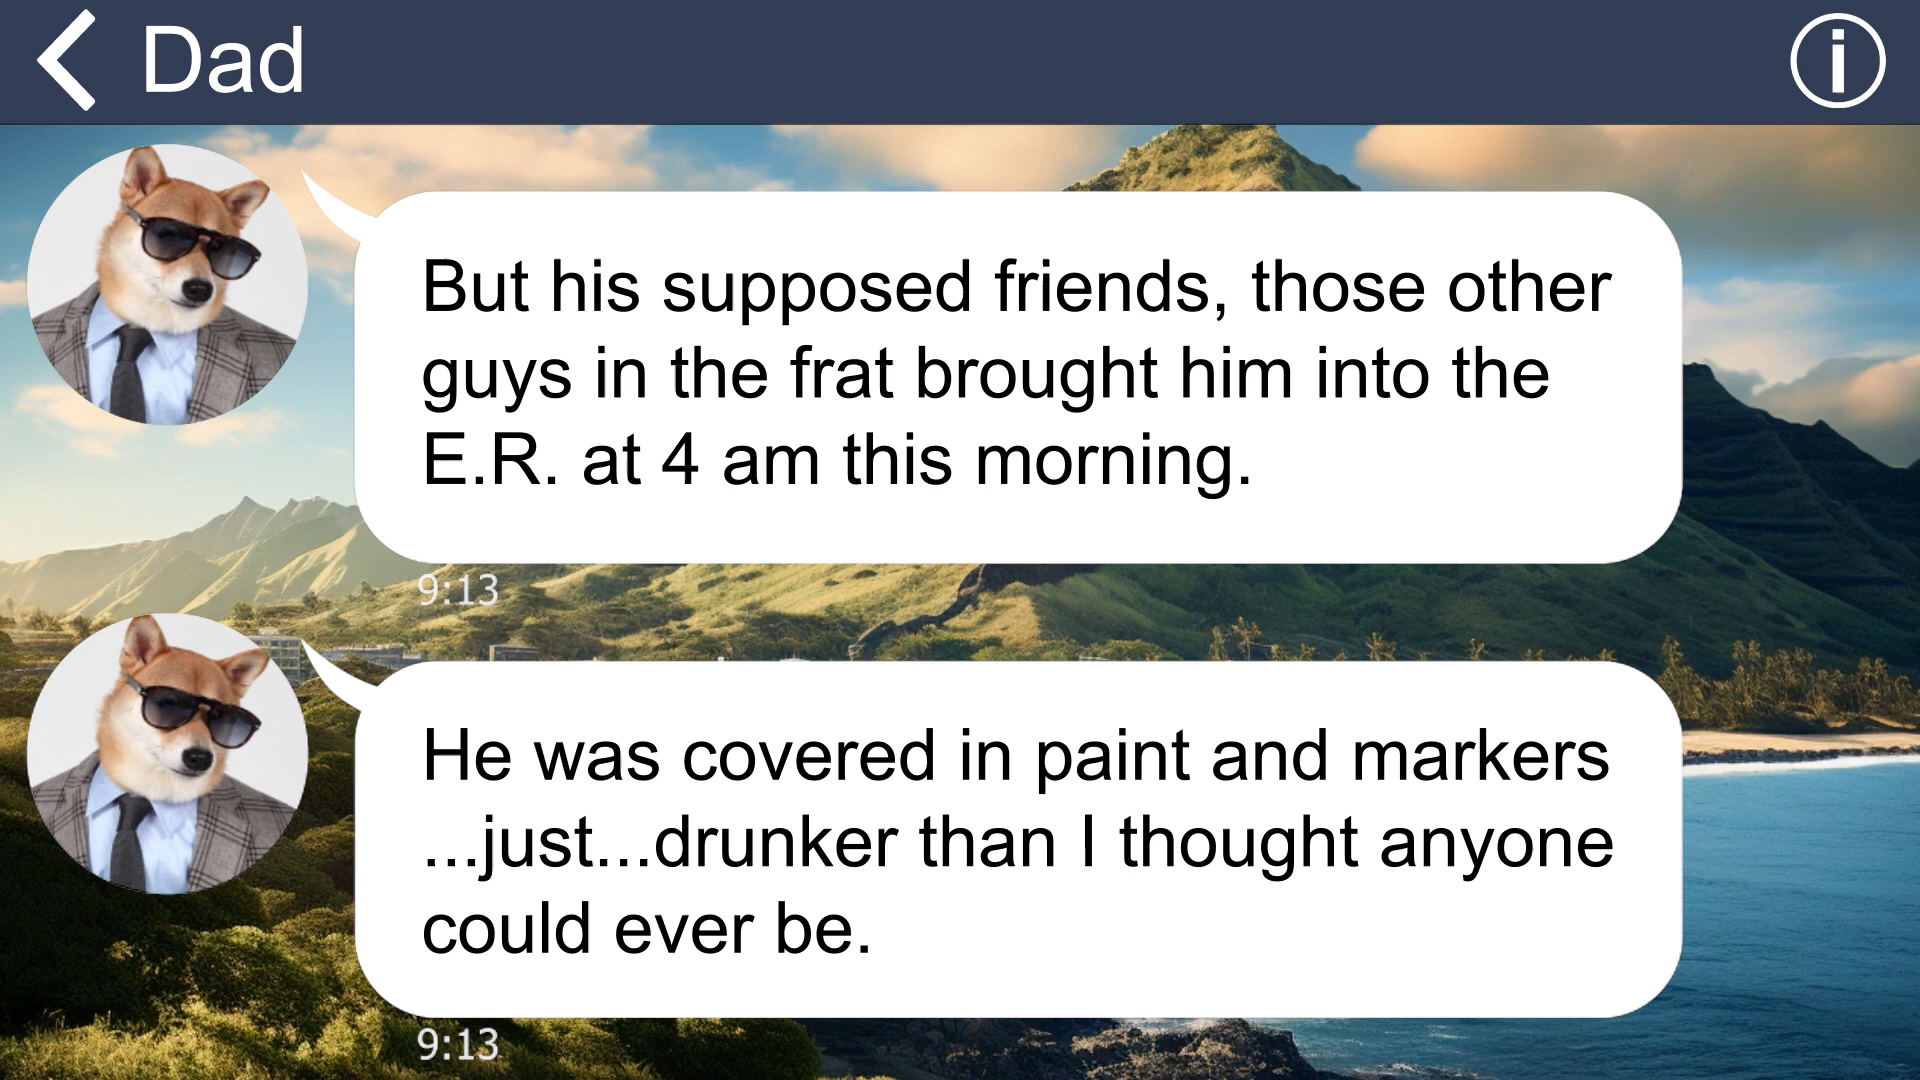 Dad
But his supposed friends, those other
guys in the frat brought him into the
E.R. at 4 am this morning.
9:13
He was covered in paint and markers
...just...drunker than I thought anyone
could ever be.
9:13